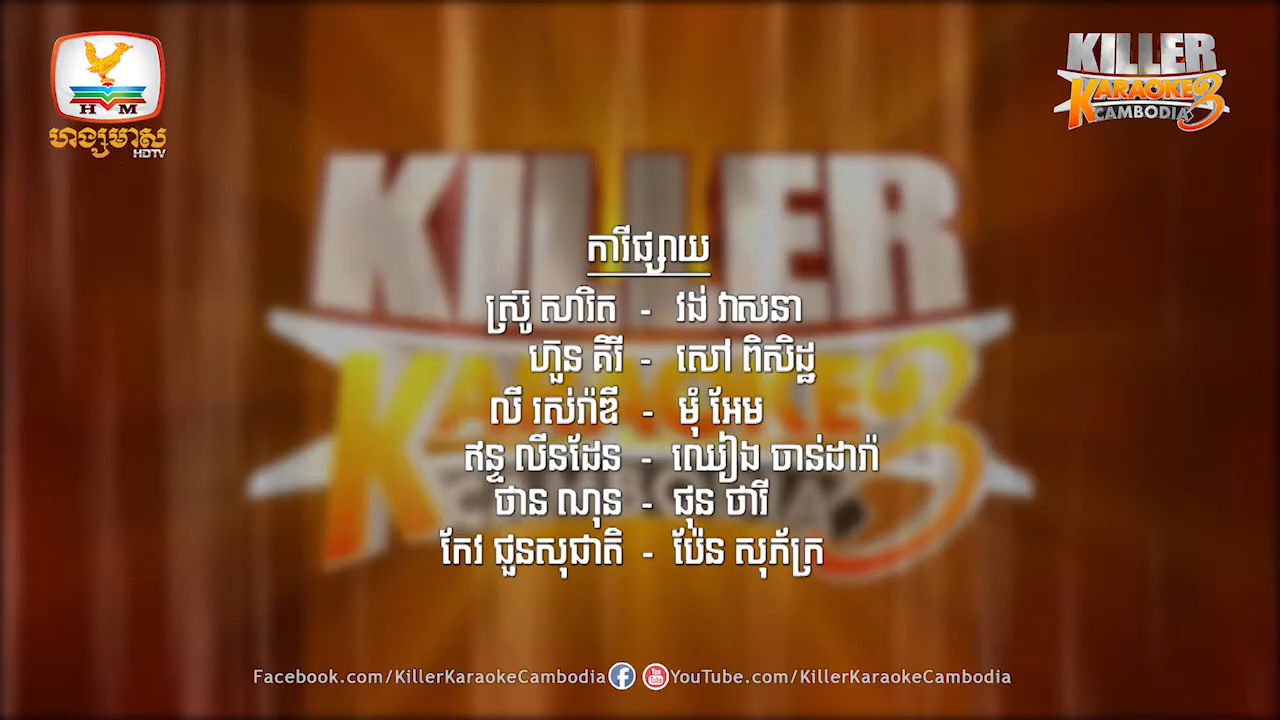 H M
ហង្សមាស
HDTV
KILLER
KARAOKE 3
CAMBODIA
KILLER
KARAOKE 3
ការីផ្សាយ
ស្រ៊ូ សារិត - វង់ វាសនា
ហ៊ួន គីរី - សៅ ពិសិដ្ឋ
លី រស់រ៉ាឌី - មុំ អែម
ឥន្ទ លីនដែន - ឈៀង ចាន់ដារ៉ា
ថាន ណុន - ផុន ថារី
កែវ ជួនសុជាតិ - ប៉ែន សុភ័ក្រ
Facebook.com/KillerKaraokeCambodia YouTube.com/KillerKaraokeCambodia